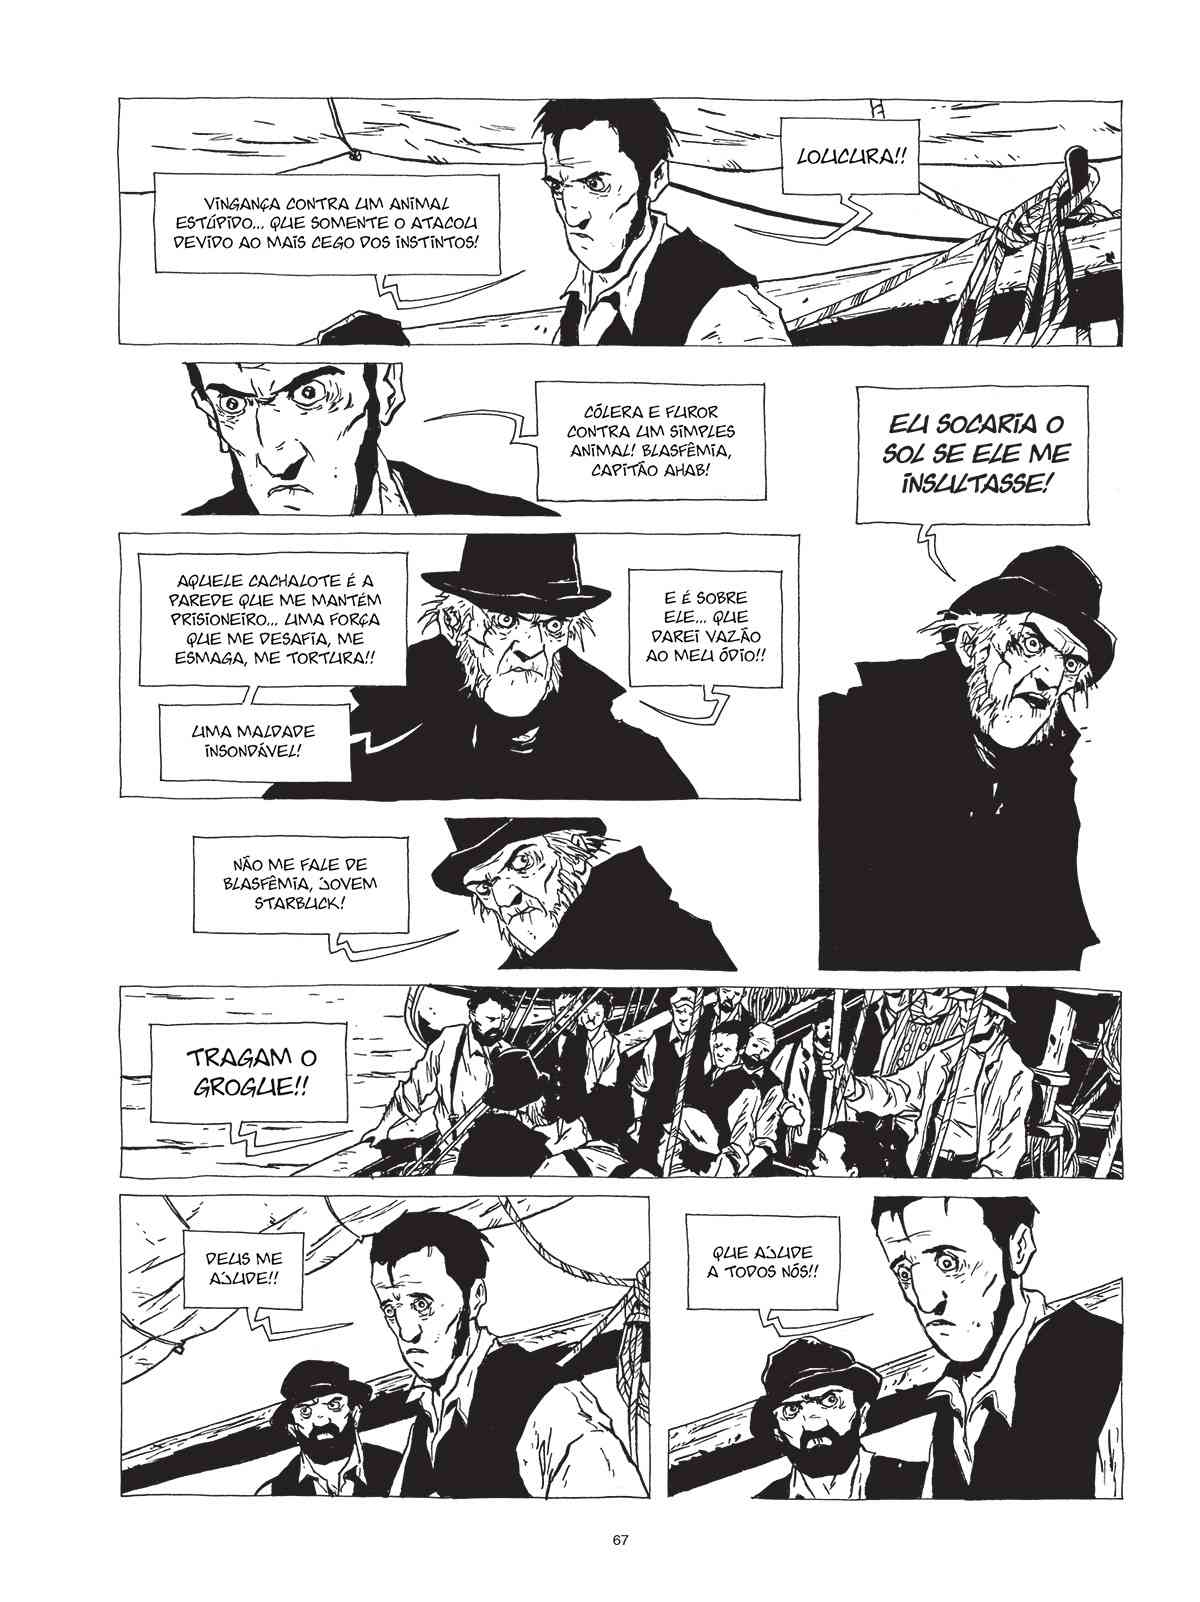 VINGANÇA CONTRA UM ANIMAL
ESTÚPIDO... QUE SOMENTE O ATACOU
DEVIDO AO MAIS CEGO DOS INSTINTOS!
LOUCURA!!
CÓLERA E FUROR
CONTRA UM SIMPLES
ANIMAL! BLASFÊMIA,
CAPITÃO AHAB!
AQUELE CACHALOTE É A
PAREDE QUE ME MANTÉM
PRISIONEIRO... UMA FORÇA
QUE ME DESAFIA, ME
ESMAGA, ME TORTURA!!
UMA MALDADE
INSONDÁVEL!
E É SOBRE
ELE... QUE
DAREI VAZÃO
AO MEU ÓDIO!!
NÃO ME FALE DE
BLASFÊMIA, JOVEM
STARBUCK!
EU SOCARIA O
SOL SE ELE ME
INSULTASSE!
TRAGAM O
GROGUE!!
DEUS ME
AJUDE!!
QUE AJUDE
A TODOS NÓS!!
67